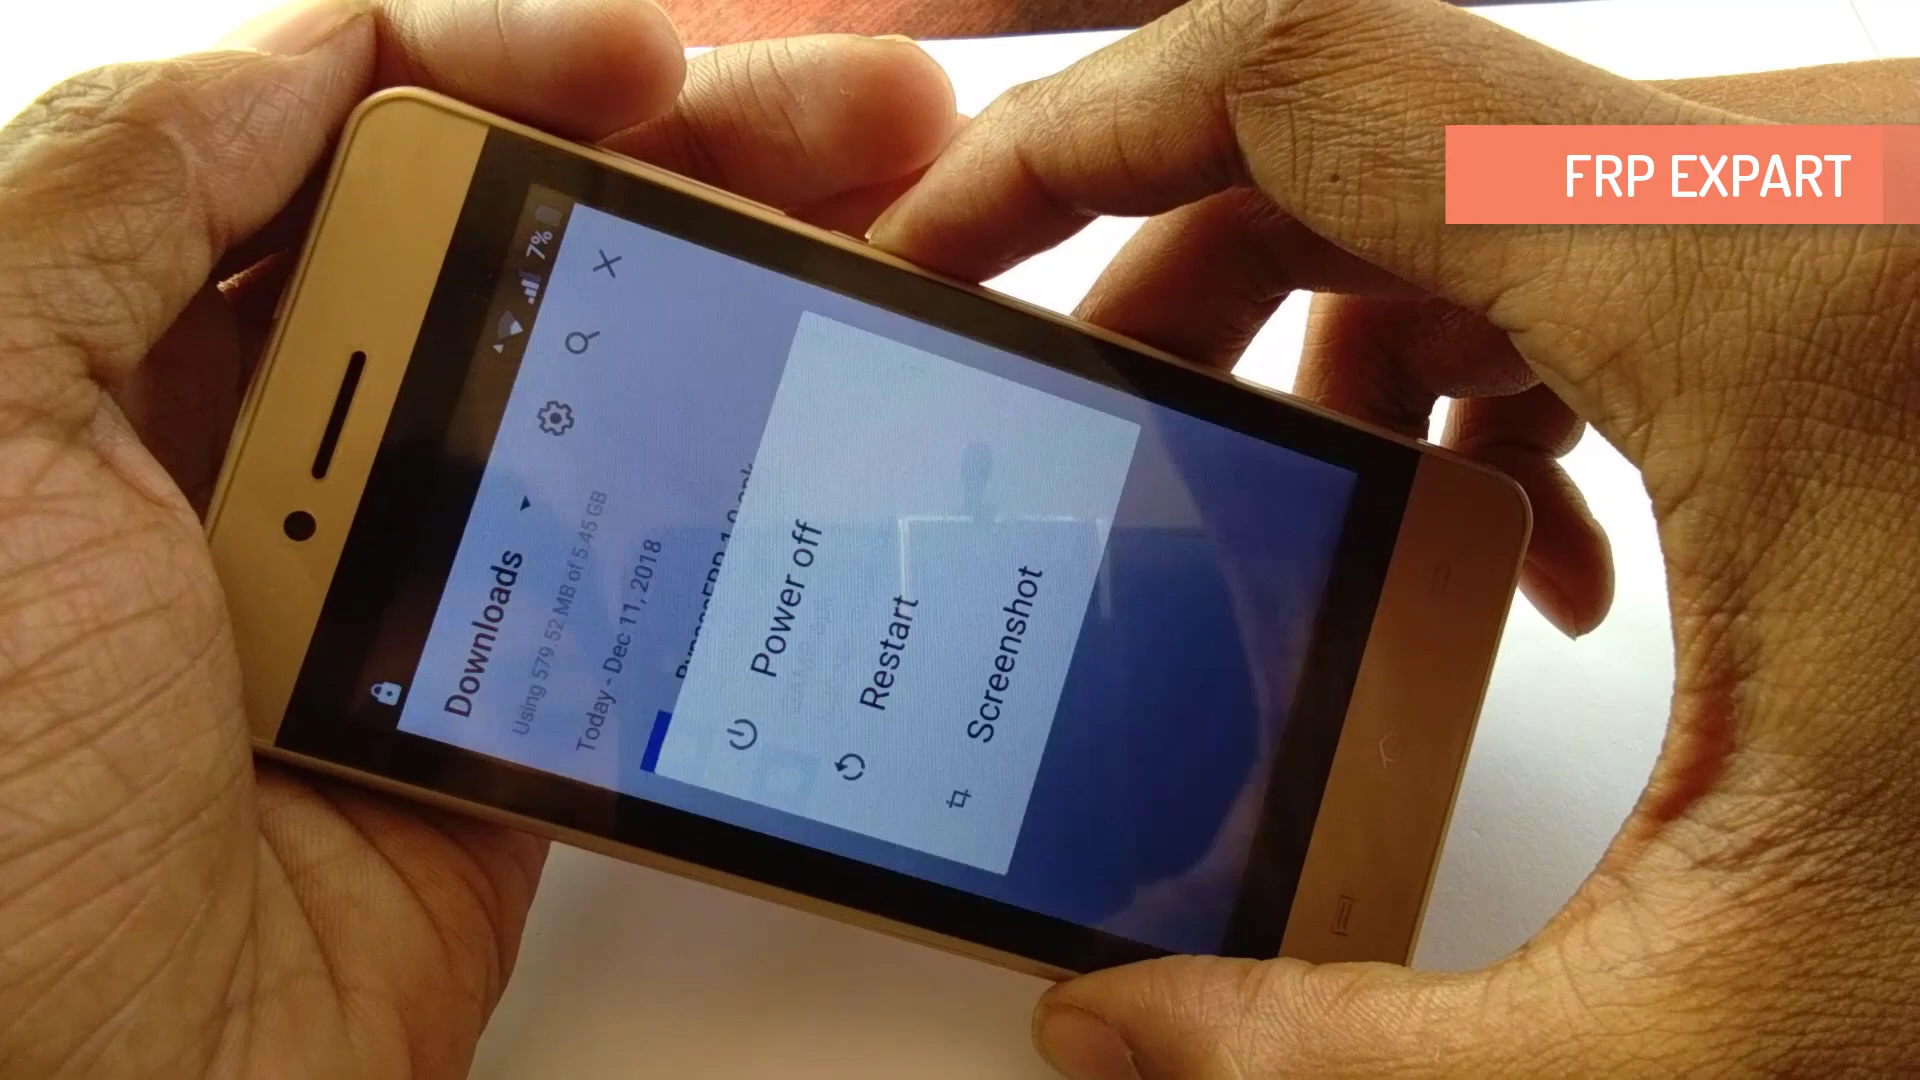 FRP EXPART
7%
Downloads
Using 579.52 MB of 5.45 GB
Today - Dec 11, 2018
Power off
Restart
Screenshot